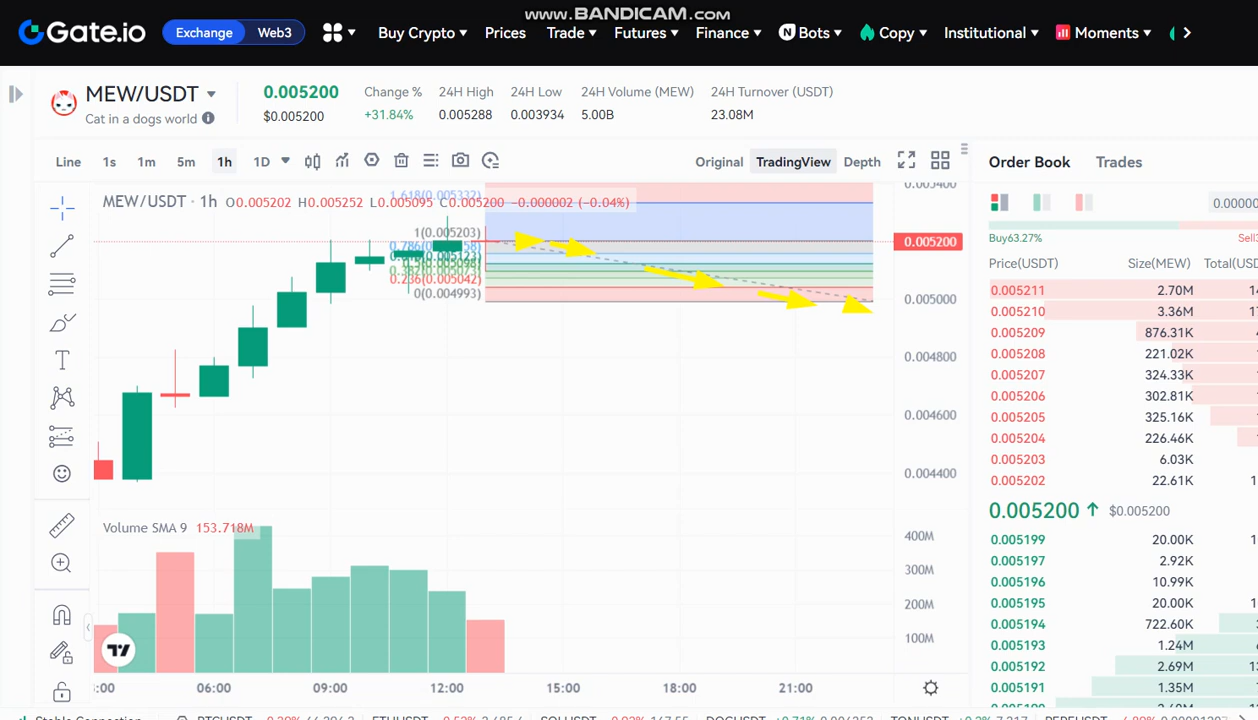 www.BANDICAM.com
Gate.io Exchange Web3 Buy Crypto Prices Trade Futures Finance Bots Copy Institutional Moments
MEW/USDT 0.005200 Change % 24H High 24H Low 24H Volume (MEW) 24H Turnover (USDT)
Cat in a dogs world $0.005200 +31.84% 0.005288 0.003934 5.00B 23.08M
Line 1s 1m 5m 1h 1D Original TradingView Depth
Order Book Trades
MEW/USDT · 1h O0.005202 H0.005252 L0.005095 C0.005200 −0.000002 (−0.04%)
1.618(0.005332)
1(0.005203)
0.236(0.005042)
0(0.004993)
0.005200
0.005000
0.004800
0.004600
0.004400
Volume SMA 9 153.718M
400M
300M
200M
100M
06:00 09:00 12:00 15:00 18:00 21:00
Buy63.27%
Price(USDT) Size(MEW)
0.005211 2.70M
0.005210 3.36M
0.005209 876.31K
0.005208 221.02K
0.005207 324.33K
0.005206 302.81K
0.005205 325.16K
0.005204 226.46K
0.005203 6.03K
0.005202 22.61K
0.005200 $0.005200
0.005199 20.00K
0.005197 2.92K
0.005196 10.99K
0.005195 20.00K
0.005194 722.60K
0.005193 1.24M
0.005192 2.69M
0.005191 1.35M